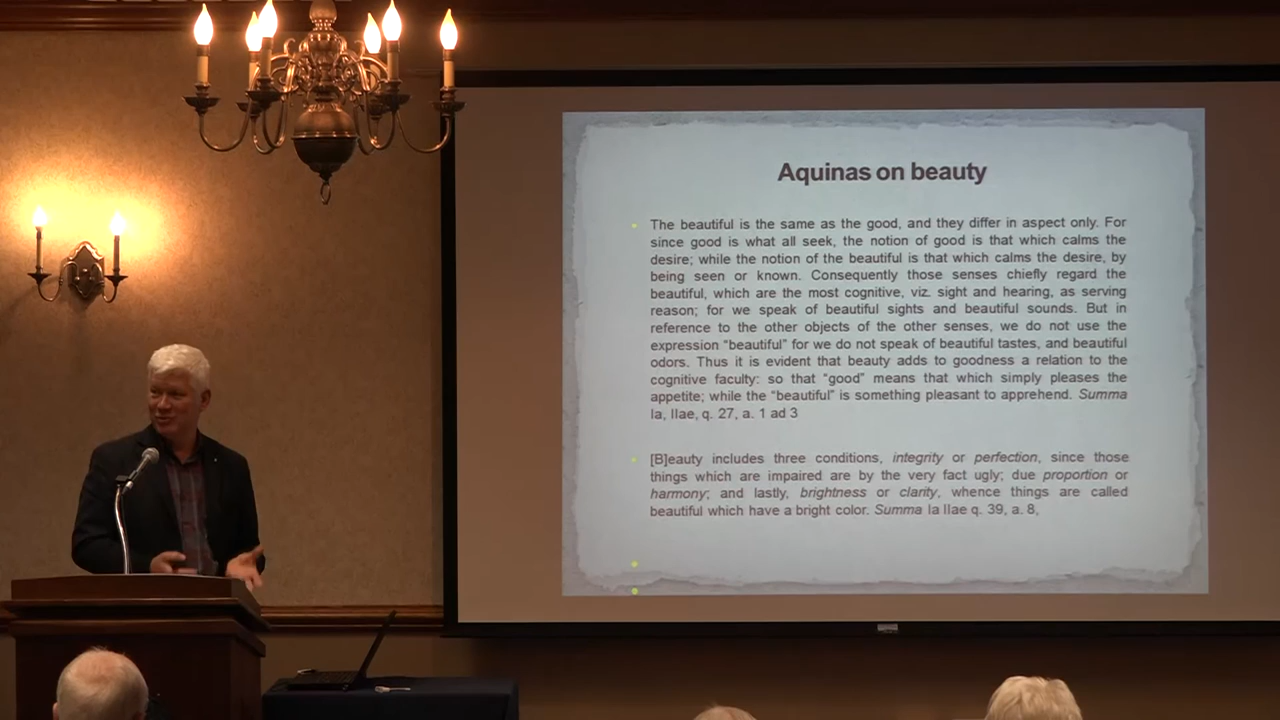 Aquinas on beauty
The beautiful is the same as the good, and they differ in aspect only. For
since good is what all seek, the notion of good is that which calms the
desire; while the notion of the beautiful is that which calms the desire, by
being seen or known. Consequently those senses chiefly regard the
beautiful, which are the most cognitive, viz. sight and hearing, as serving
reason; for we speak of beautiful sights and beautiful sounds. But in
reference to the other objects of the other senses, we do not use the
expression “beautiful” for we do not speak of beautiful tastes, and beautiful
odors. Thus it is evident that beauty adds to goodness a relation to the
cognitive faculty: so that “good” means that which simply pleases the
appetite; while the “beautiful” is something pleasant to apprehend. Summa
Ia, IIae, q. 27, a. 1 ad 3
[B]eauty includes three conditions, integrity or perfection, since those
things which are impaired are by the very fact ugly; due proportion or
harmony; and lastly, brightness or clarity, whence things are called
beautiful which have a bright color. Summa Ia IIae q. 39, a. 8,